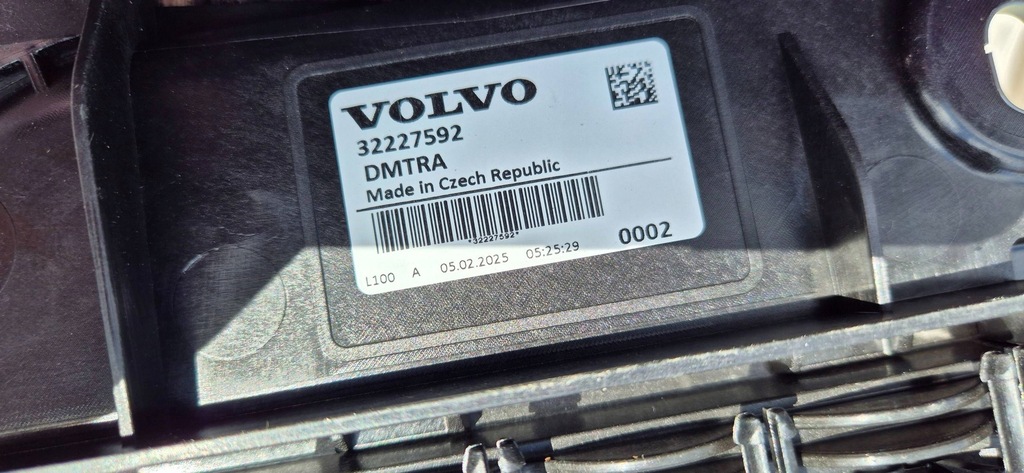 VOLVO
32227592
DMTRA
Made in Czech Republic
*32227592*
L100 A 05.02.2025 05:25:29 0002